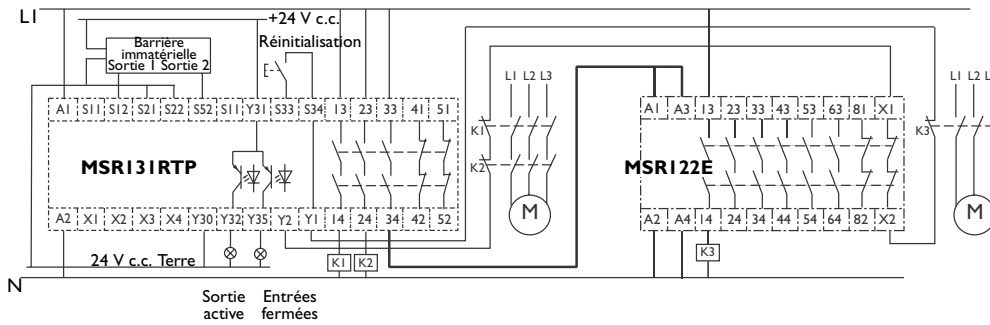 L1
+24 V c.c.
Barrière
immatérielle
Sortie 1 Sortie 2
Réinitialisation
L1 L2 L3
L1 L2 L
A1 S11 S12 S21 S22 S52 S11 Y31 S33 S34 13 23 33 41 51
A1 A3 13 23 33 43 53 63 81 X1
K1
K3
K2
MSR131RTP
MSR122E
A2 X1 X2 X3 X4 Y30 Y32 Y35 Y2 Y1 14 24 34 42 52
M
A2 A4 14 24 34 44 54 64 82 X2
M
24 V c.c. Terre
K1 K2
K3
N
Sortie
active
Entrées
fermées